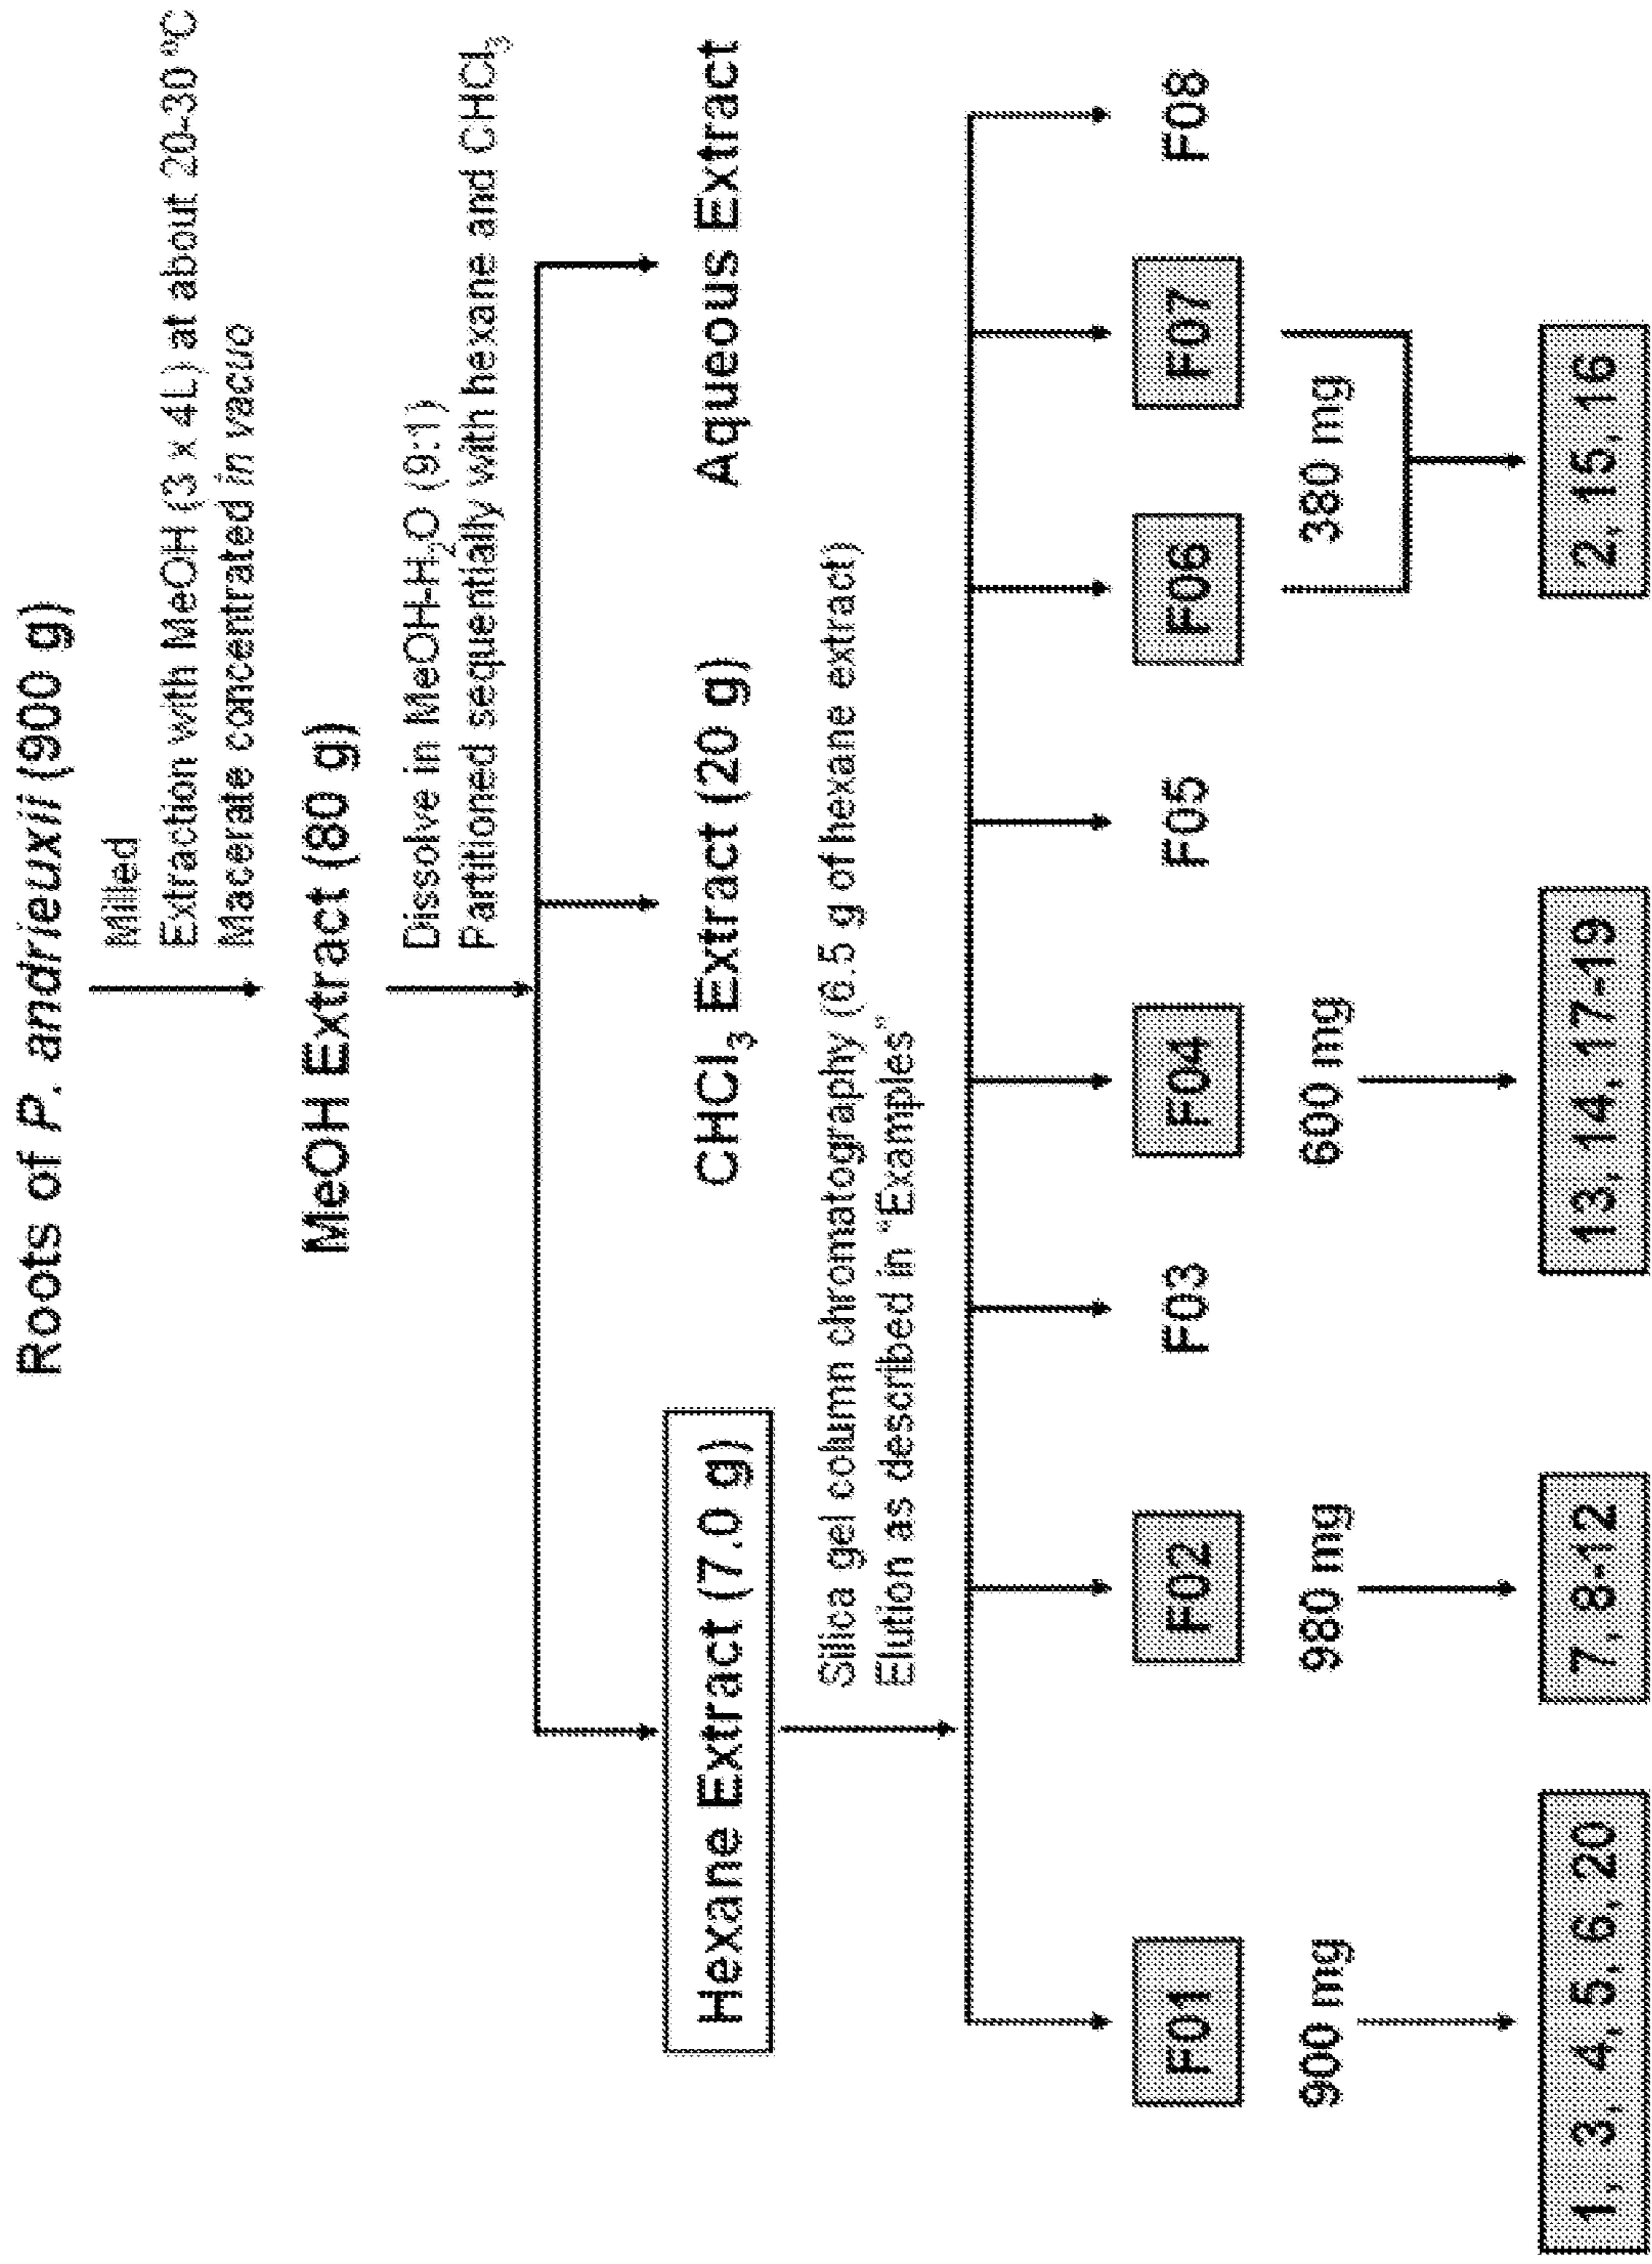 Roots of P. andrieuxii (900 g)
Milled
Extraction with MeOH (3 x 4L) at about 20-30 ºC
Macerate concentrated in vacuo
MeOH Extract (80 g)
Dissolve in MeOH-H₂O (9:1)
Partitioned sequentially with hexane and CHCl₃
Hexane Extract (7.0 g)
CHCl₃ Extract (20 g)
Aqueous Extract
Silica gel column chromatography (6.5 g of hexane extract)
Elution as described in “Examples”
F01
F02
F03
F04
F05
F06
F07
F08
900 mg
980 mg
600 mg
380 mg
1, 3, 4, 5, 6, 20
7, 8-12
13, 14, 17-19
2, 15, 16